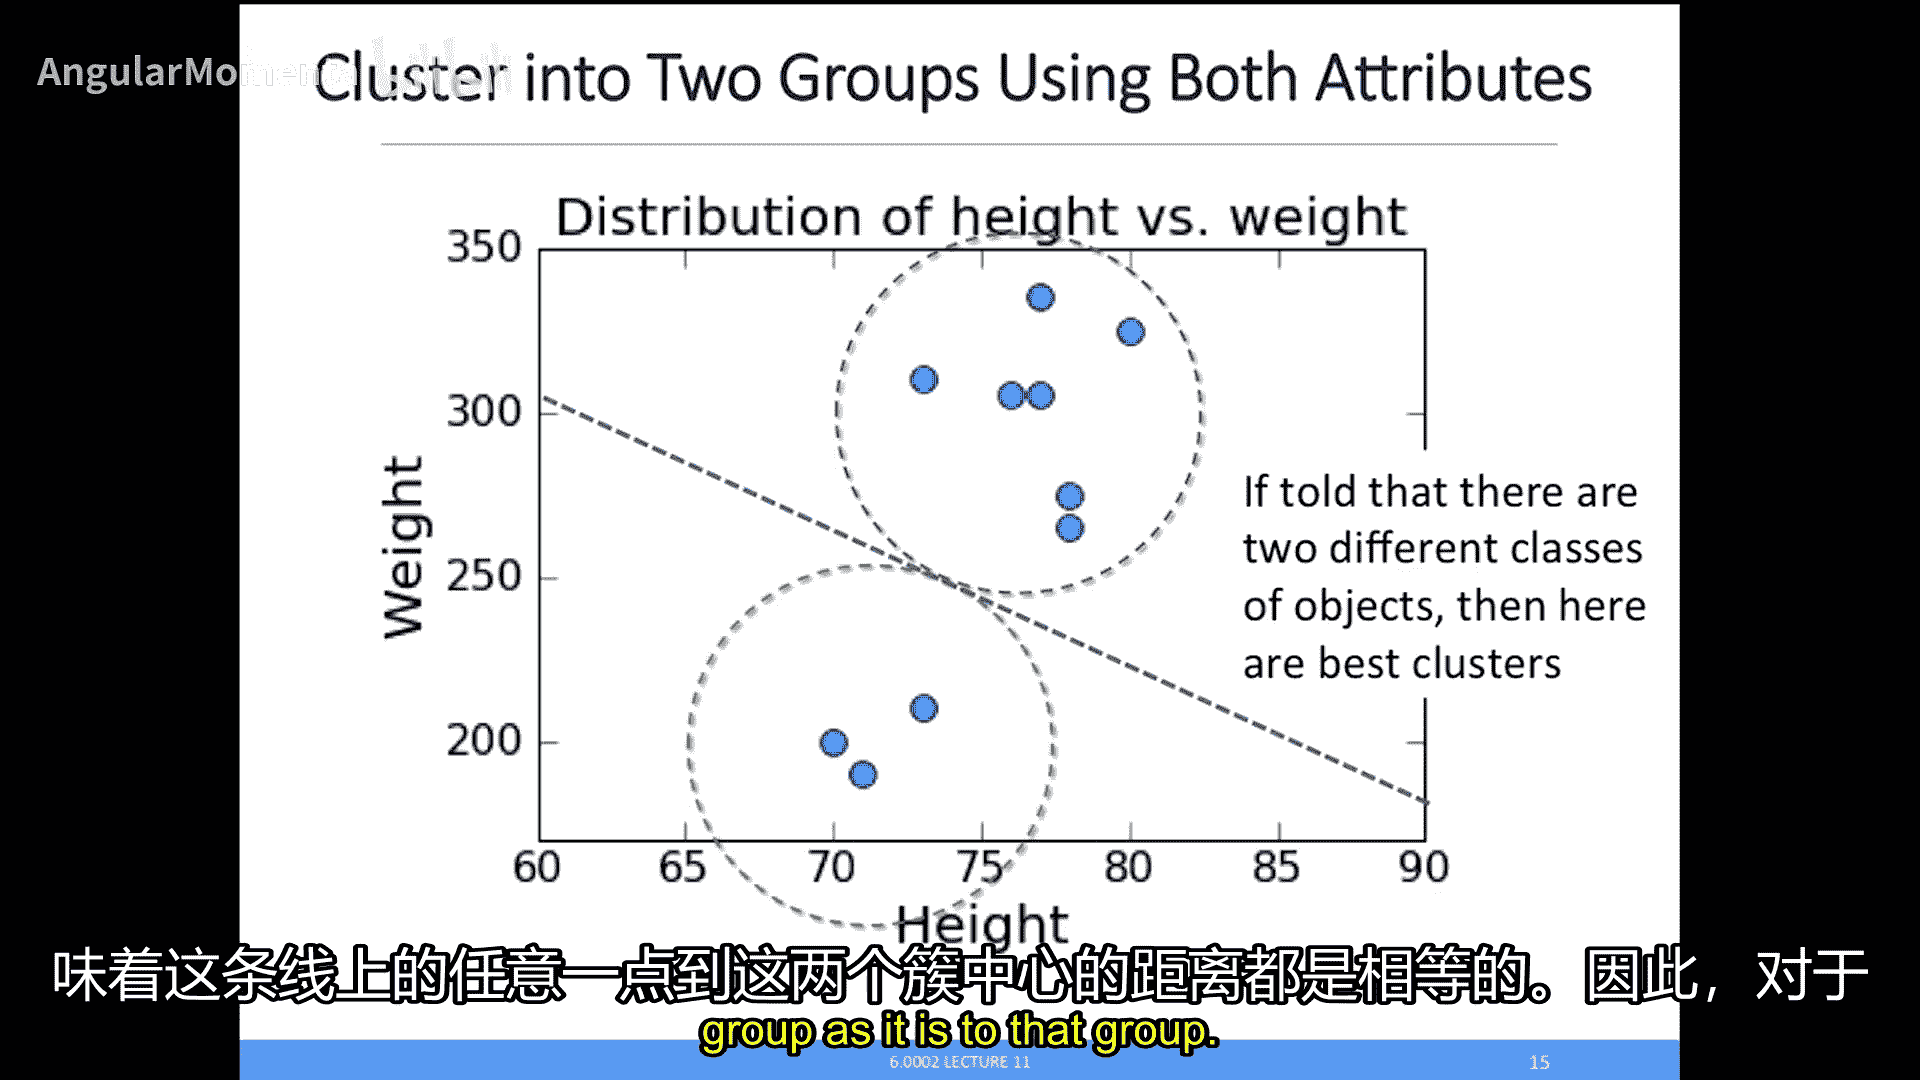 AngularMomen
Cluster into Two Groups Using Both Attributes
Distribution of height vs. weight
350
300
250
200
Weight
If told that there are
two different classes
of objects, then here
are best clusters
60 65 70 75 80 85 90
Height
味着这条线上的任意一点到这两个簇中心的距离都是相等的。因此，对于
group as it is to that group.
6.0002 LECTURE 11
15